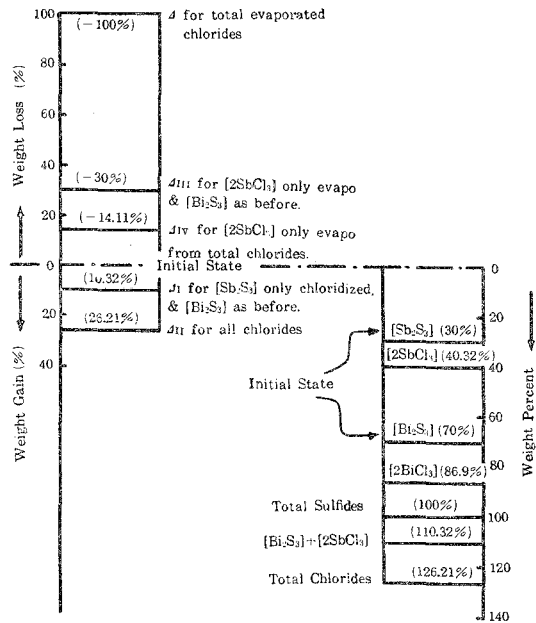 100
(−100%)
Δ for total evaporated
chlorides
80
60
40
20
0
20
40
Weight Loss (%)
Weight Gain (%)
(−30%)
ΔIII for [2SbCl₃] only evapo
& [Bi₂S₃] as before.
(−14.11%)
ΔIV for [2SbCl₃] only evapo
from total chlorides.
Initial State
(10.32%)
ΔI for [Sb₂S₃] only chloridized,
& [Bi₂S₃] as before.
(26.21%)
ΔII for all chlorides
0
20
40
60
80
100
120
140
Weight Percent
[Sb₂S₃] (30%)
[2SbCl₃] (40.32%)
Initial State
[Bi₂S₃] (70%)
[2BiCl₃] (86.9%)
Total Sulfides
(100%)
[Bi₂S₃]+[2SbCl₃]
(110.32%)
Total Chlorides
(126.21%)